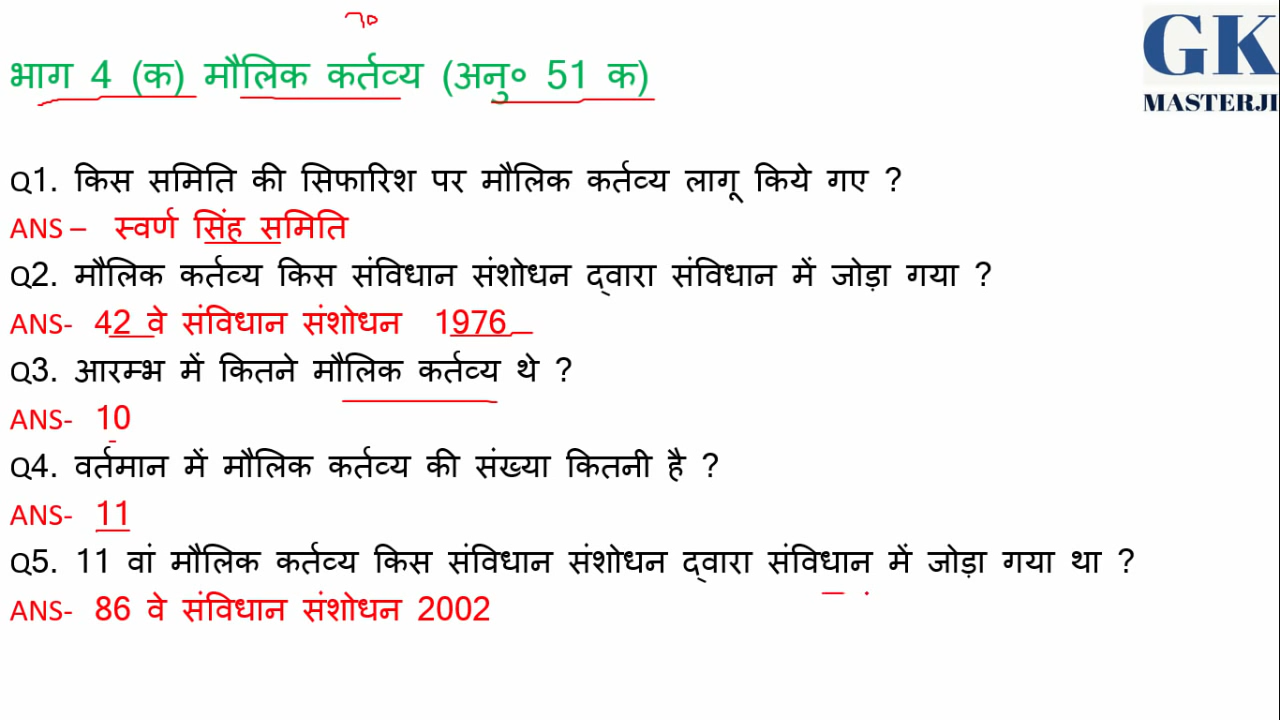 GK
MASTERJI
भाग 4 (क) मौलिक कर्तव्य (अनु० 51 क)
Q1. किस समिति की सिफारिश पर मौलिक कर्तव्य लागू किये गए ?
ANS – स्वर्ण सिंह समिति
Q2. मौलिक कर्तव्य किस संविधान संशोधन द्वारा संविधान में जोड़ा गया ?
ANS- 42 वे संविधान संशोधन 1976
Q3. आरम्भ में कितने मौलिक कर्तव्य थे ?
ANS- 10
Q4. वर्तमान में मौलिक कर्तव्य की संख्या कितनी है ?
ANS- 11
Q5. 11 वां मौलिक कर्तव्य किस संविधान संशोधन द्वारा संविधान में जोड़ा गया था ?
ANS- 86 वे संविधान संशोधन 2002